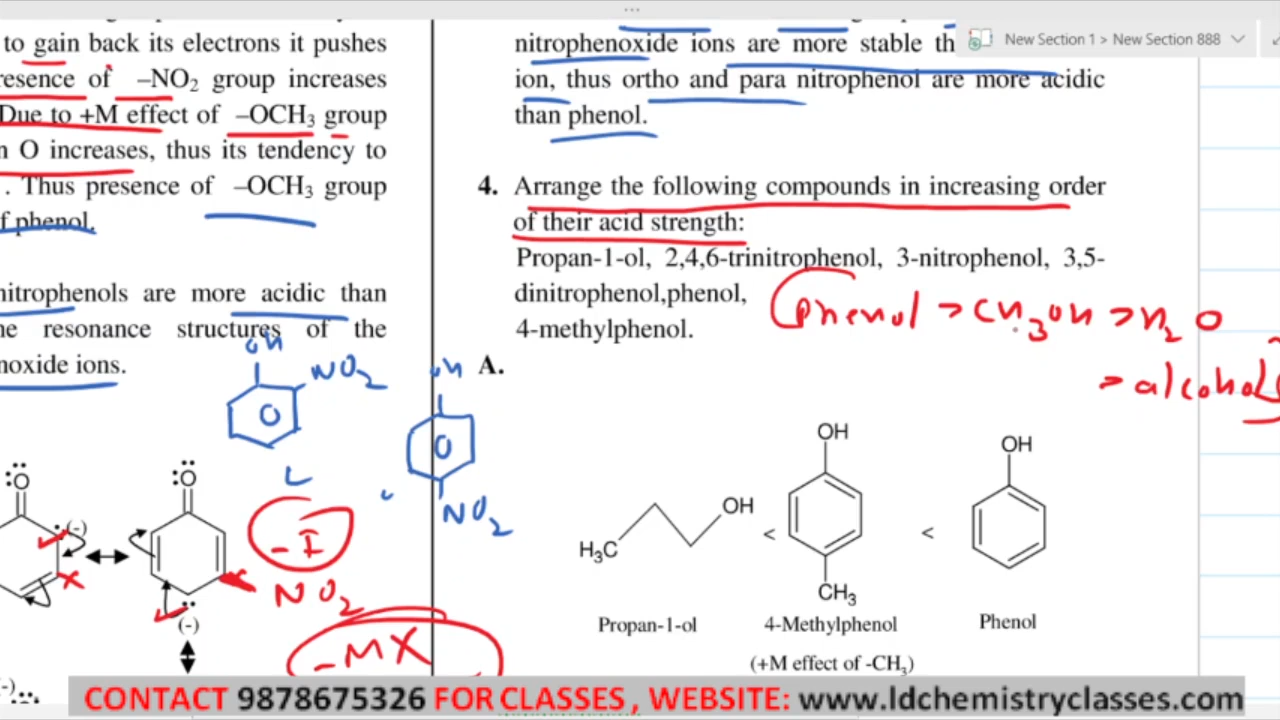 to gain back its electrons it pushes
resence of –NO2 group increases
Due to +M effect of –OCH3 group
n O increases, thus its tendency to
. Thus presence of –OCH3 group
f phenol.
nitrophenols are more acidic than
he resonance structures of the
noxide ions.
OH
NO2
OH
NO2
:O
(-)
:O
(-)
-I
NO2
-MX
New Section 1 > New Section 888
nitrophenoxide ions are more stable th
ion, thus ortho and para nitrophenol are more acidic
than phenol.
4. Arrange the following compounds in increasing order
of their acid strength:
Propan-1-ol, 2,4,6-trinitrophenol, 3-nitrophenol, 3,5-
dinitrophenol,phenol,
4-methylphenol.
phenol > CH3OH > H2O
> alcohol
A.
OH
OH
OH
H3C
<
<
CH3
Propan-1-ol
4-Methylphenol
Phenol
(+M effect of -CH3)
CONTACT 9878675326 FOR CLASSES, WEBSITE: www.ldchemistryclasses.com